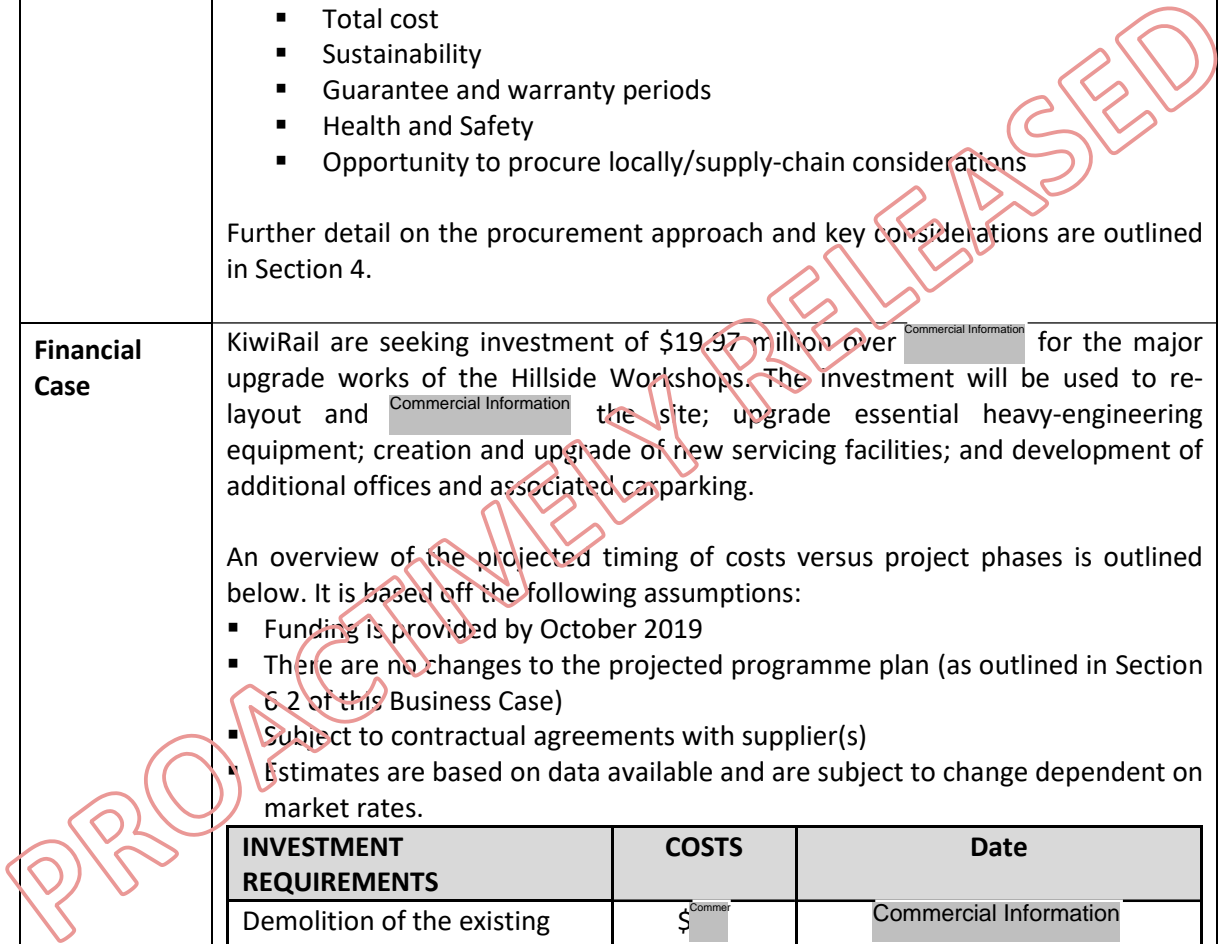 ▪ Total cost
▪ Sustainability
▪ Guarantee and warranty periods
▪ Health and Safety
▪ Opportunity to procure locally/supply-chain considerations
Further detail on the procurement approach and key considerations are outlined
in Section 4.
Financial
Case
KiwiRail are seeking investment of $19.97 million over Commercial Information for the major
upgrade works of the Hillside Workshops. The investment will be used to re-
layout and Commercial Information the site; upgrade essential heavy-engineering
equipment; creation and upgrade of new servicing facilities; and development of
additional offices and associated carparking.
An overview of the projected timing of costs versus project phases is outlined
below. It is based off the following assumptions:
▪ Funding is provided by October 2019
▪ There are no changes to the projected programme plan (as outlined in Section
6.2 of this Business Case)
▪ Subject to contractual agreements with supplier(s)
▪ Estimates are based on data available and are subject to change dependent on
market rates.
INVESTMENT
REQUIREMENTS
COSTS
Date
Demolition of the existing
$Commer
Commercial Information
PROACTIVELY RELEASED